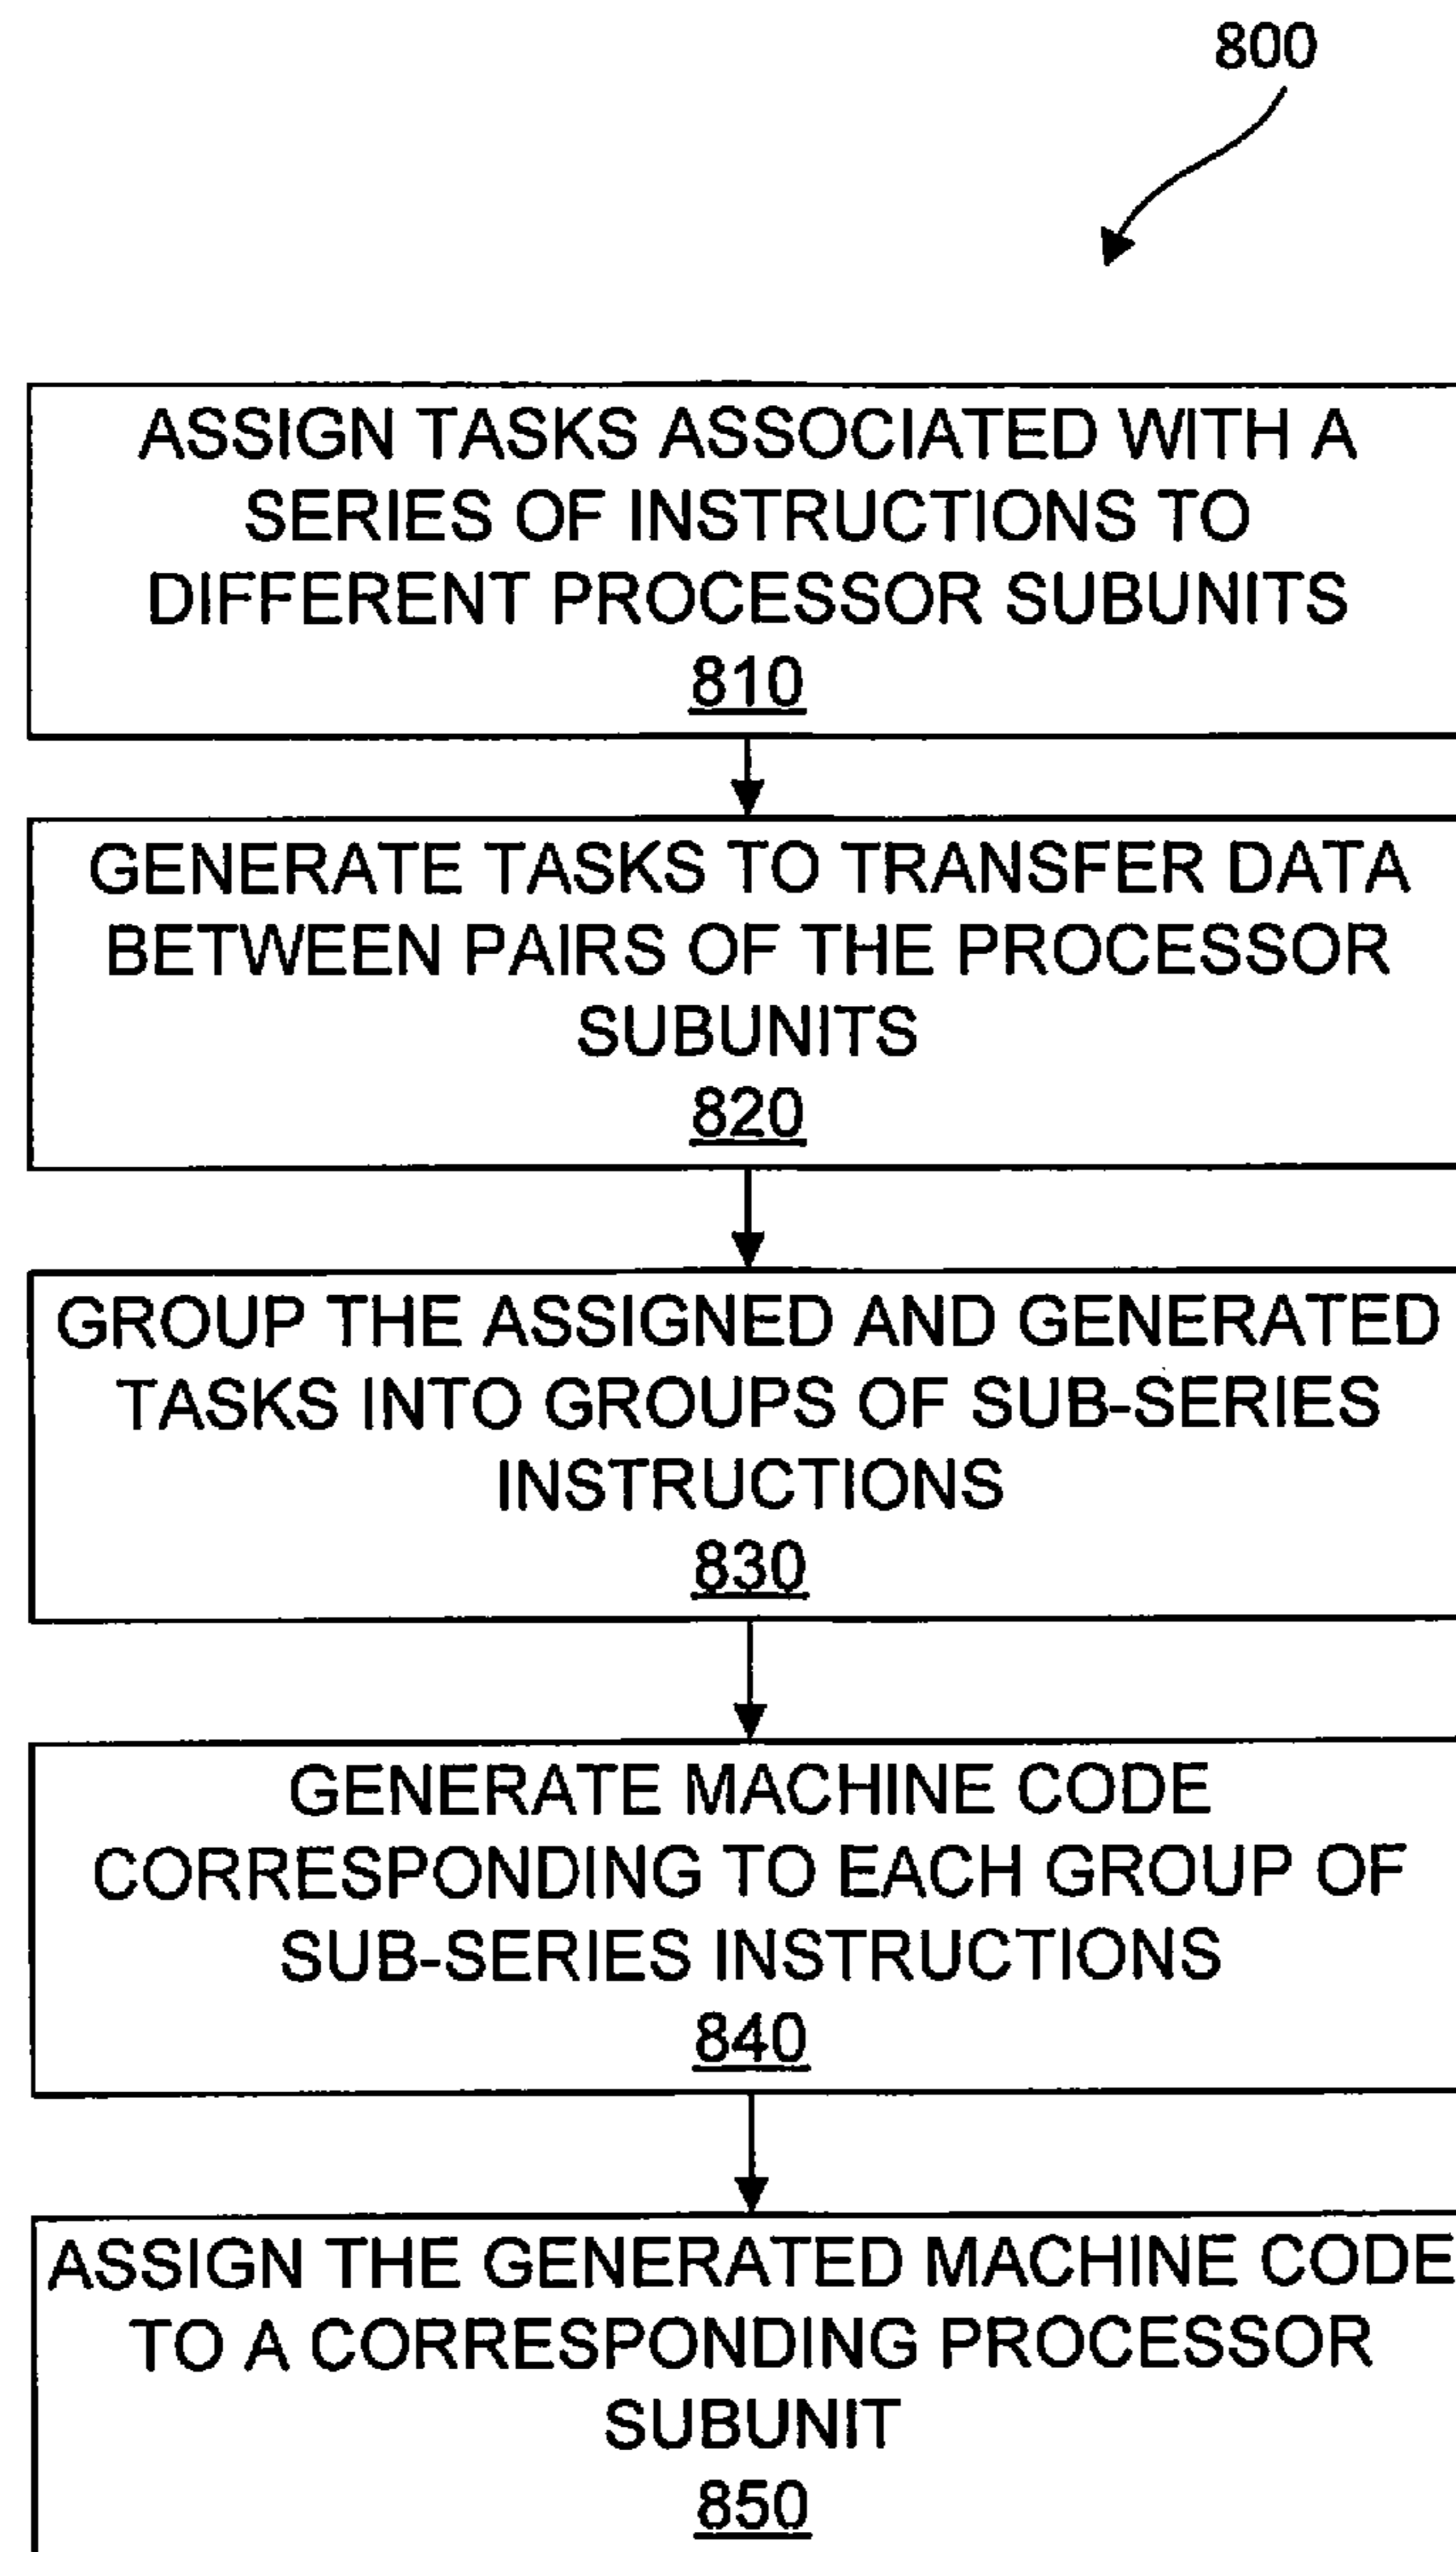 800
ASSIGN TASKS ASSOCIATED WITH A
SERIES OF INSTRUCTIONS TO
DIFFERENT PROCESSOR SUBUNITS
810
GENERATE TASKS TO TRANSFER DATA
BETWEEN PAIRS OF THE PROCESSOR
SUBUNITS
820
GROUP THE ASSIGNED AND GENERATED
TASKS INTO GROUPS OF SUB-SERIES
INSTRUCTIONS
830
GENERATE MACHINE CODE
CORRESPONDING TO EACH GROUP OF
SUB-SERIES INSTRUCTIONS
840
ASSIGN THE GENERATED MACHINE CODE
TO A CORRESPONDING PROCESSOR
SUBUNIT
850